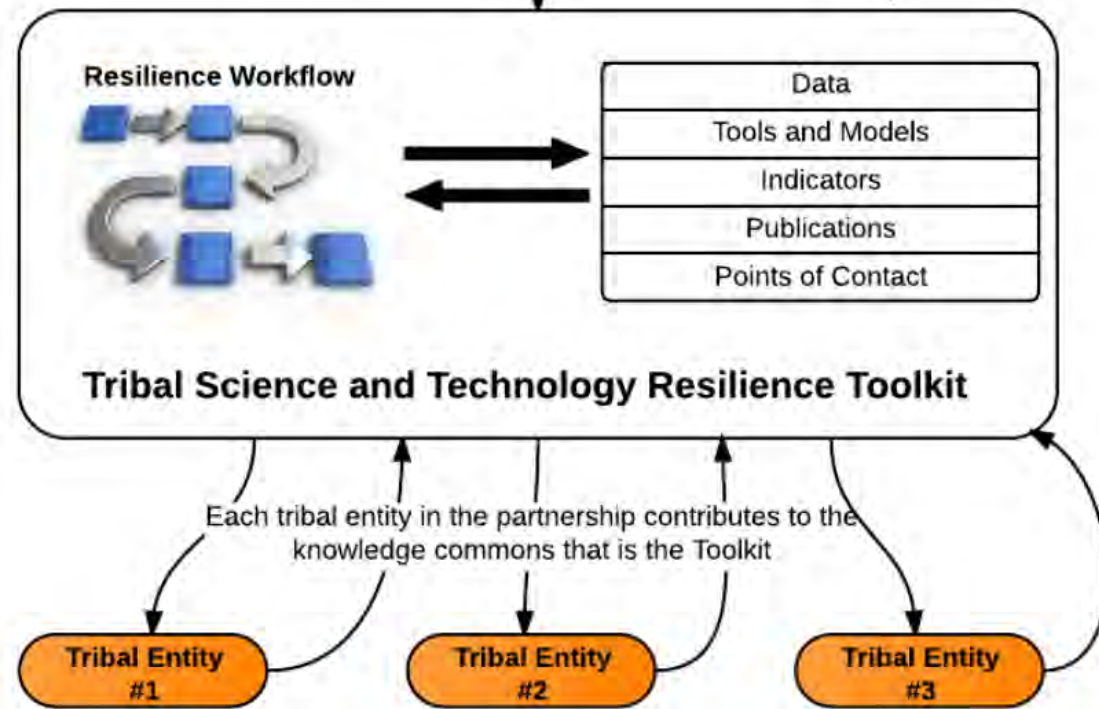 Resilience Workflow
Data
Tools and Models
Indicators
Publications
Points of Contact
Tribal Science and Technology Resilience Toolkit
Each tribal entity in the partnership contributes to the
knowledge commons that is the Toolkit
Tribal Entity
#1
Tribal Entity
#2
Tribal Entity
#3